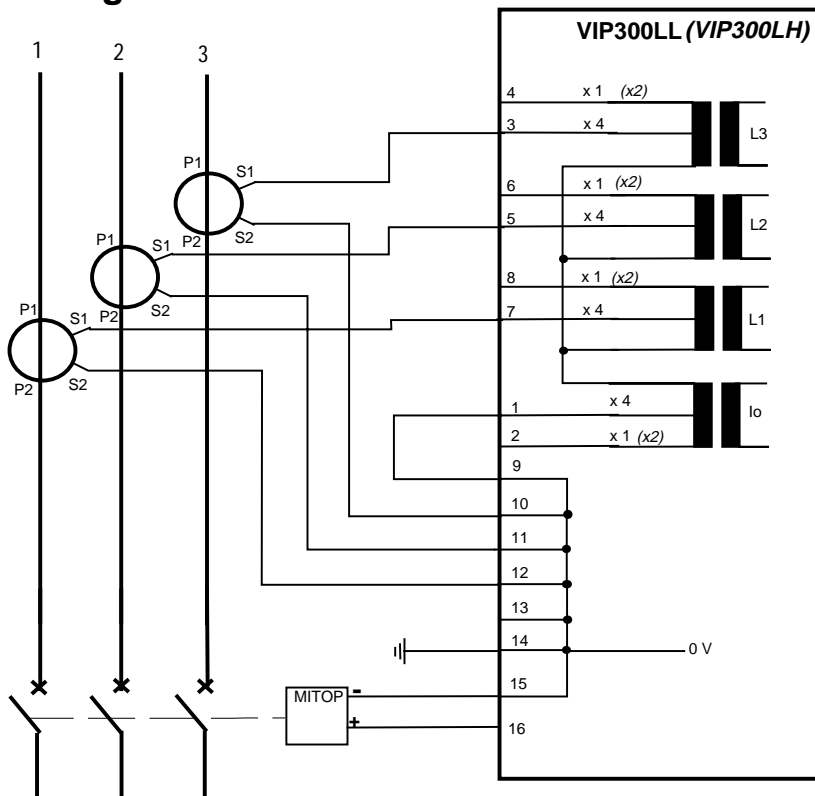 VIP300LL (VIP300LH)
1
2
3
4 x 1 (x2)
3 x 4
L3
P1
S1
P2
S2
6 x 1 (x2)
5 x 4
L2
P1
S1
P2
S2
8 x 1 (x2)
7 x 4
L1
P1
S1
P2
S2
1 x 4
Io
2 x 1 (x2)
9
10
11
12
13
14
0 V
15
MITOP
-
+
16